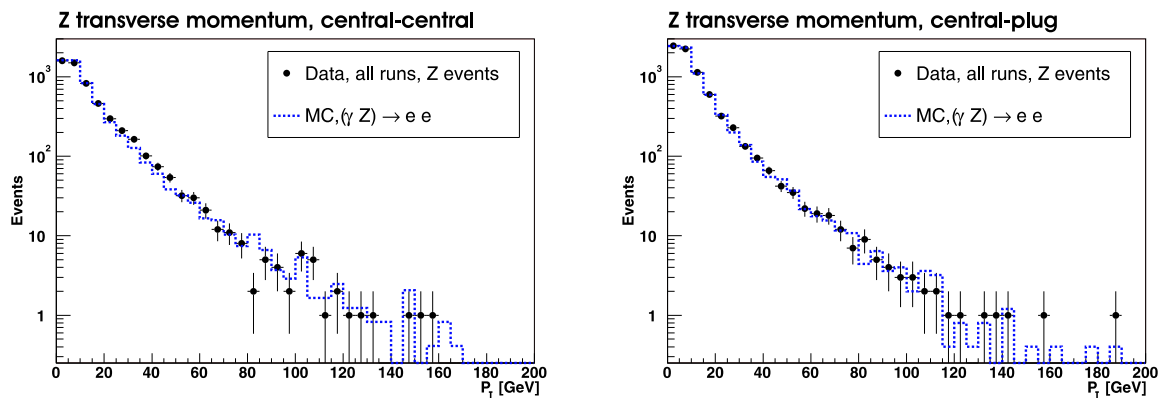 Z transverse momentum, central-central
Events
10³
10²
10
1
Data, all runs, Z events
MC,(γ Z) → e e
0 20 40 60 80 100 120 140 160 180 200
P_T [GeV]
Z transverse momentum, central-plug
Events
10³
10²
10
1
Data, all runs, Z events
MC,(γ Z) → e e
0 20 40 60 80 100 120 140 160 180 200
P_T [GeV]